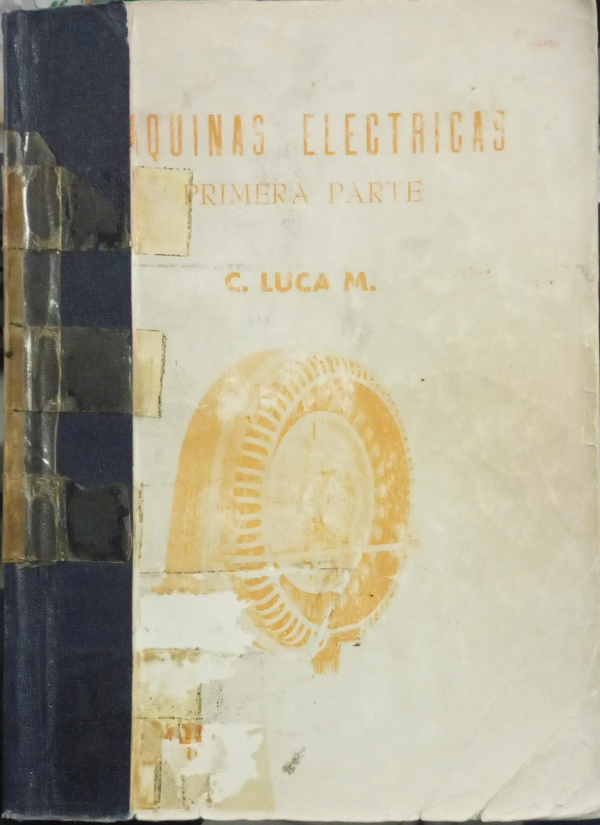 AQUINAS ELECTRICAS
PRIMERA PARTE
C. LUCA M.